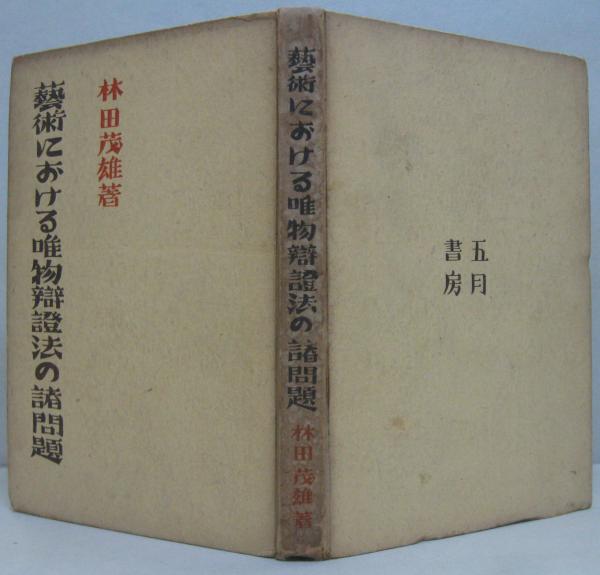 林田茂雄著
藝術における唯物辯證法の諸問題
藝術における唯物辯證法の諸問題 林田茂雄著
五月
書房